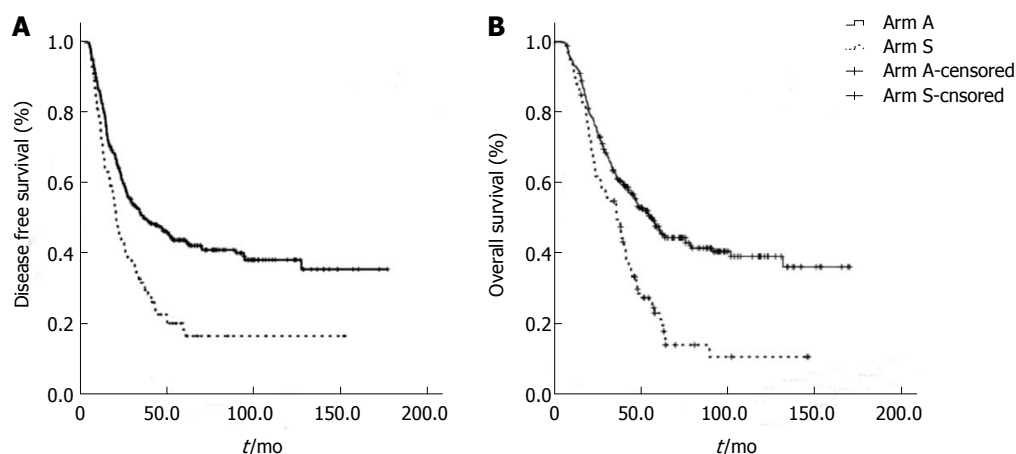 A
Disease free survival (%)
1.0
0.8
0.6
0.4
0.2
0.0
0
50.0
100.0
150.0
200.0
t/mo
B
Overall survival (%)
1.0
0.8
0.6
0.4
0.2
0.0
0
50.0
100.0
150.0
200.0
t/mo
Arm A
Arm S
Arm A-censored
Arm S-cnsored